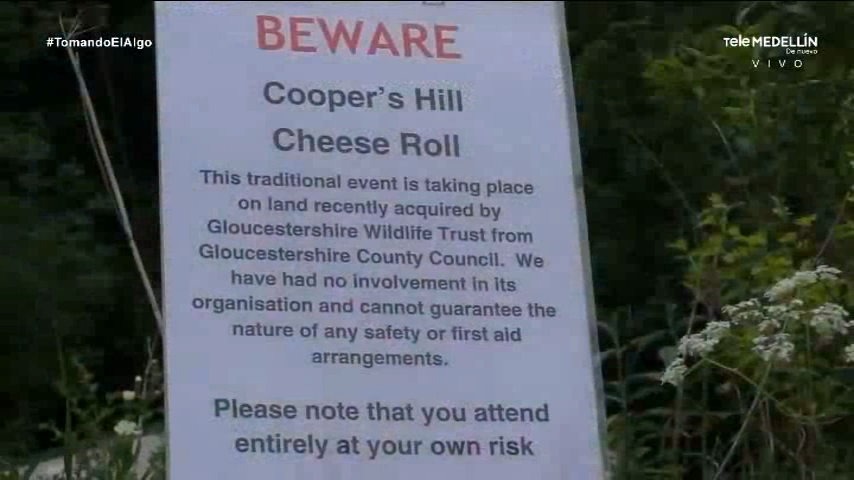 #TomandoElAlgo
TeleMEDELLÍN
De nuevo
VIVO
BEWARE
Cooper's Hill
Cheese Roll
This traditional event is taking place
on land recently acquired by
Gloucestershire Wildlife Trust from
Gloucestershire County Council. We
have had no involvement in its
organisation and cannot guarantee the
nature of any safety or first aid
arrangements.
Please note that you attend
entirely at your own risk